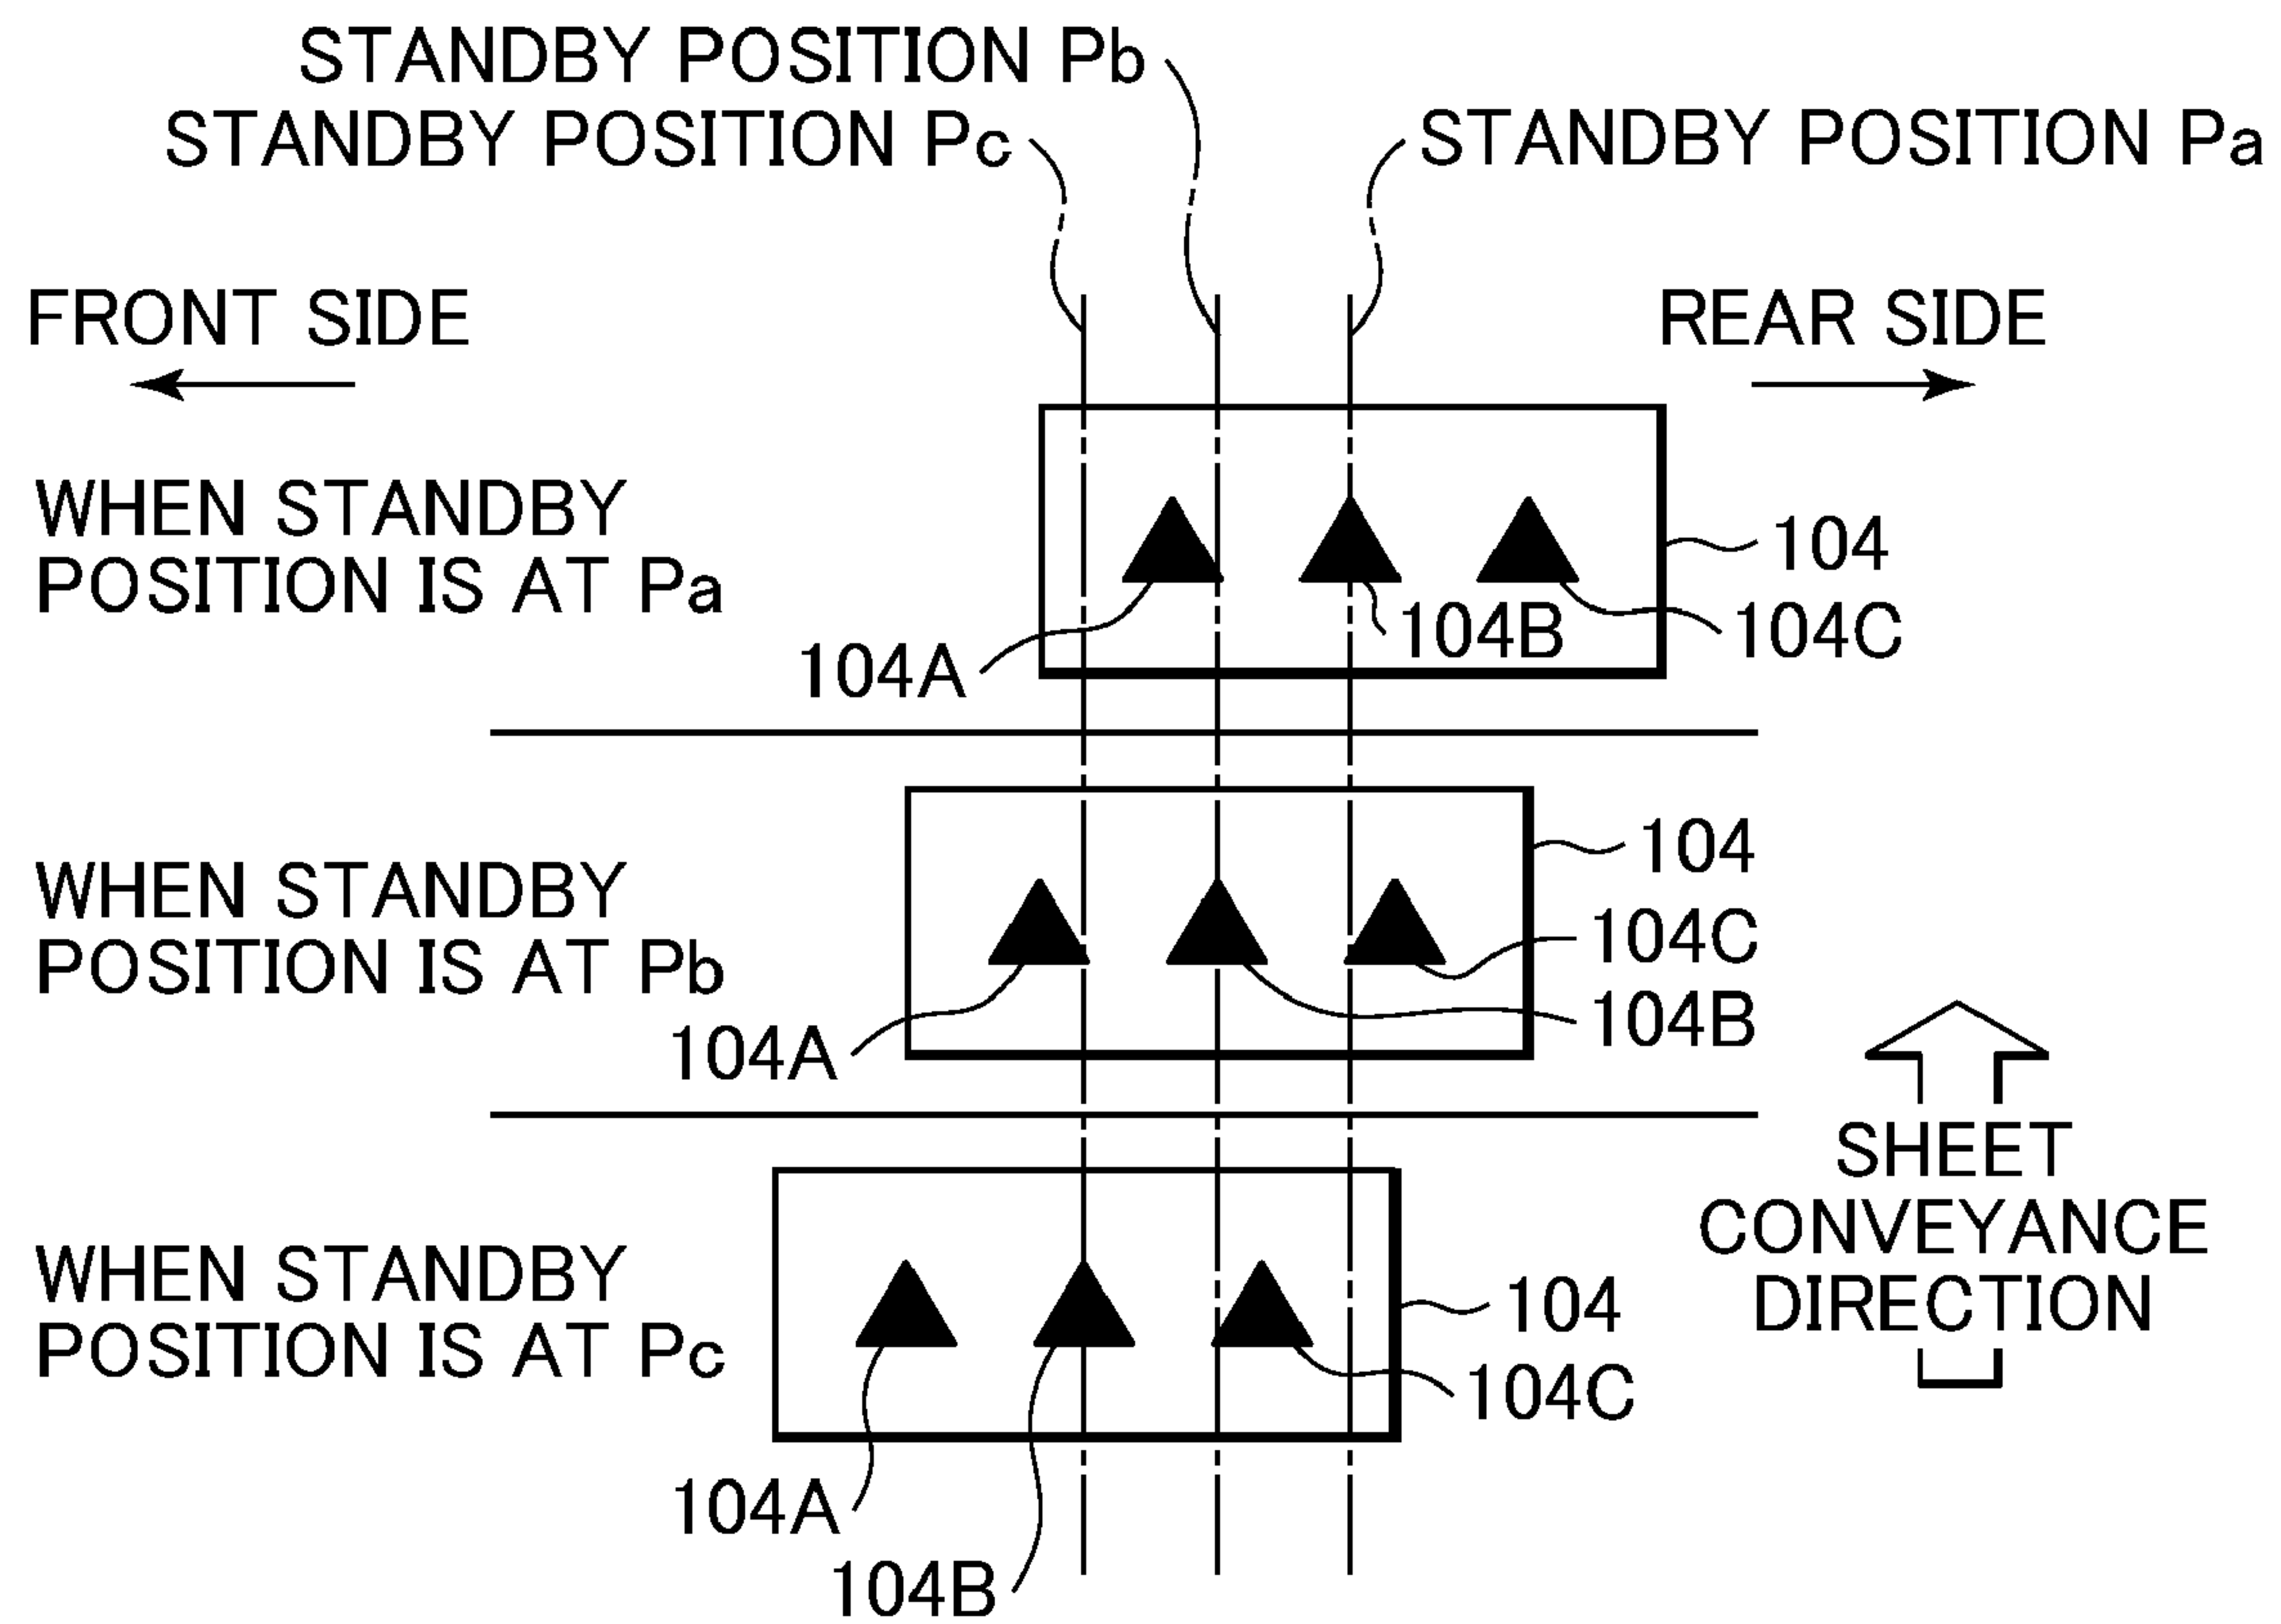 STANDBY POSITION Pb
STANDBY POSITION Pc
STANDBY POSITION Pa
FRONT SIDE
REAR SIDE
WHEN STANDBY
POSITION IS AT Pa
104
104B
104C
104A
WHEN STANDBY
POSITION IS AT Pb
104
104C
104B
104A
WHEN STANDBY
POSITION IS AT Pc
104
104C
104A
104B
SHEET
CONVEYANCE
DIRECTION